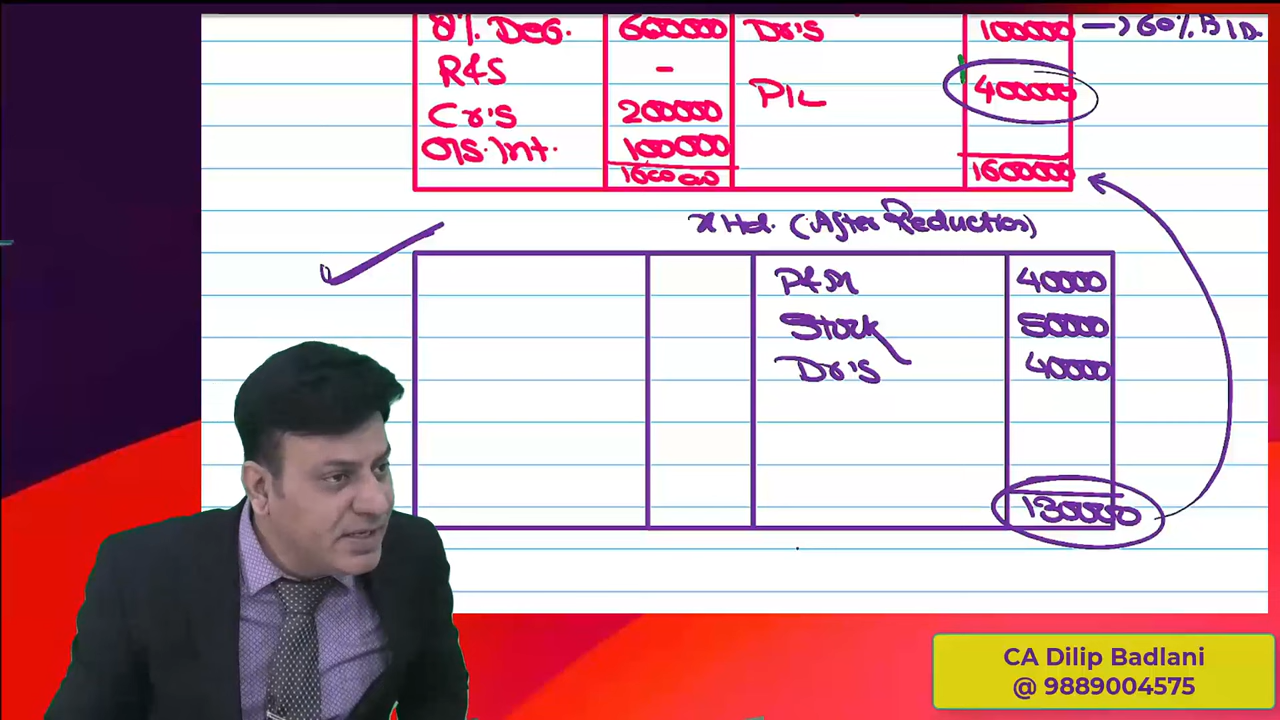 8% Deb. 600000 Dr's 100000 → 60% B/D.
R&S -
P/L 400000
Cr's 200000
O/S. Int. 100000
1600000 1600000
X Ltd. (After Reduction)
P&M 40000
Stock 50000
Dr's 40000
130000
CA Dilip Badlani
@ 9889004575